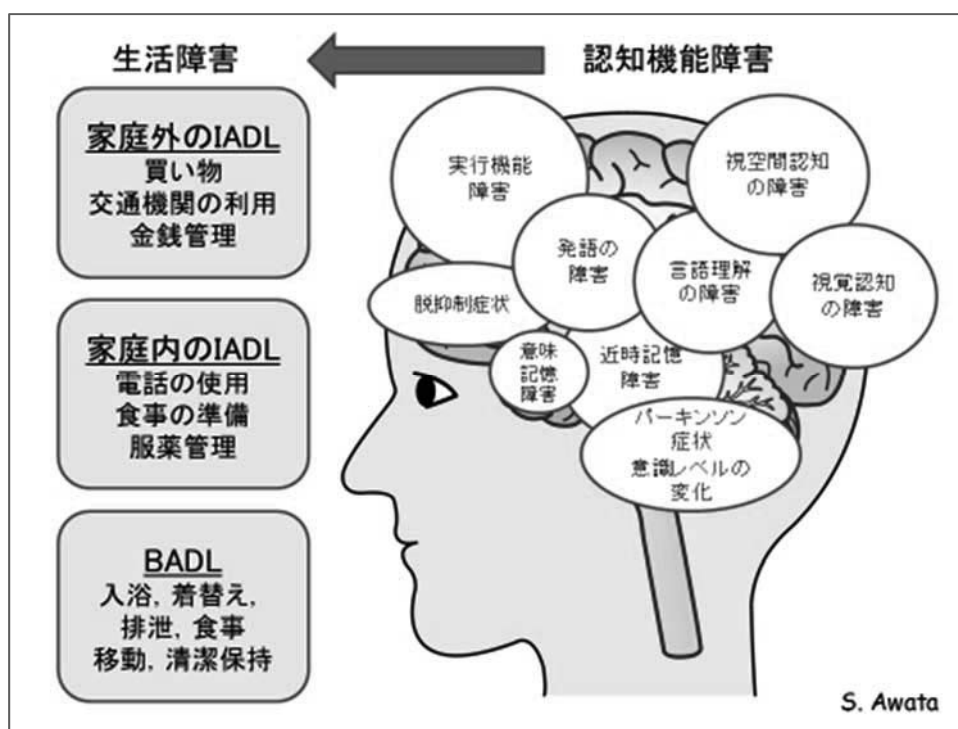 生活障害
認知機能障害
家庭外のIADL
買い物
交通機関の利用
金銭管理
家庭内のIADL
電話の使用
食事の準備
服薬管理
BADL
入浴, 着替え,
排泄, 食事
移動, 清潔保持
実行機能
障害
視空間認知
の障害
発語の
障害
言語理解
の障害
視覚認知
の障害
脱抑制症状
意味
記憶
障害
近時記憶
障害
パーキンソン
症状
意識レベルの
変化
S. Awata